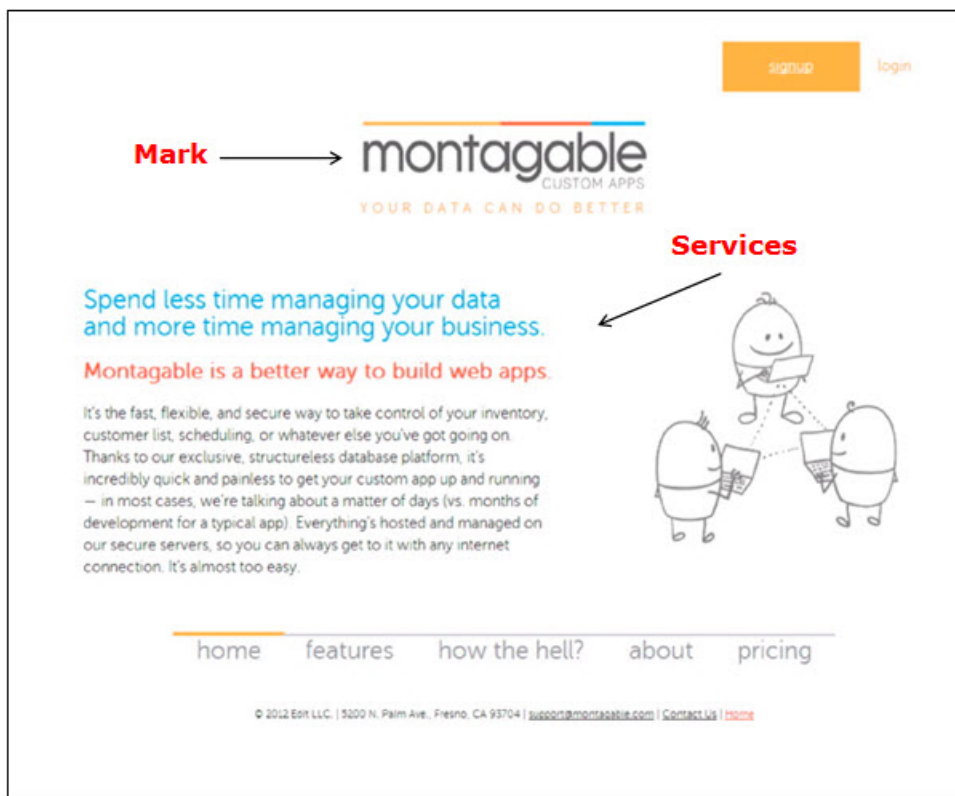 signup login
Mark
montagable
CUSTOM APPS
YOUR DATA CAN DO BETTER
Services
Spend less time managing your data
and more time managing your business.
Montagable is a better way to build web apps.
It's the fast, flexible, and secure way to take control of your inventory,
customer list, scheduling, or whatever else you've got going on.
Thanks to our exclusive, structureless database platform, it's
incredibly quick and painless to get your custom app up and running
— in most cases, we're talking about a matter of days (vs. months of
development for a typical app). Everything's hosted and managed on
our secure servers, so you can always get to it with any internet
connection. It's almost too easy.
home features how the hell? about pricing
© 2012 Edit LLC. | 5200 N. Palm Ave., Fresno, CA 93704 | support@montagable.com | Contact Us | Home